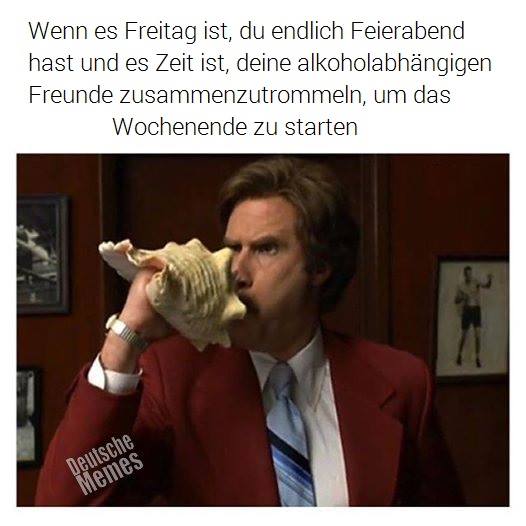 Wenn es Freitag ist, du endlich Feierabend
hast und es Zeit ist, deine alkoholabhängigen
Freunde zusammenzutrommeln, um das
Wochenende zu starten
Deutsche
Memes